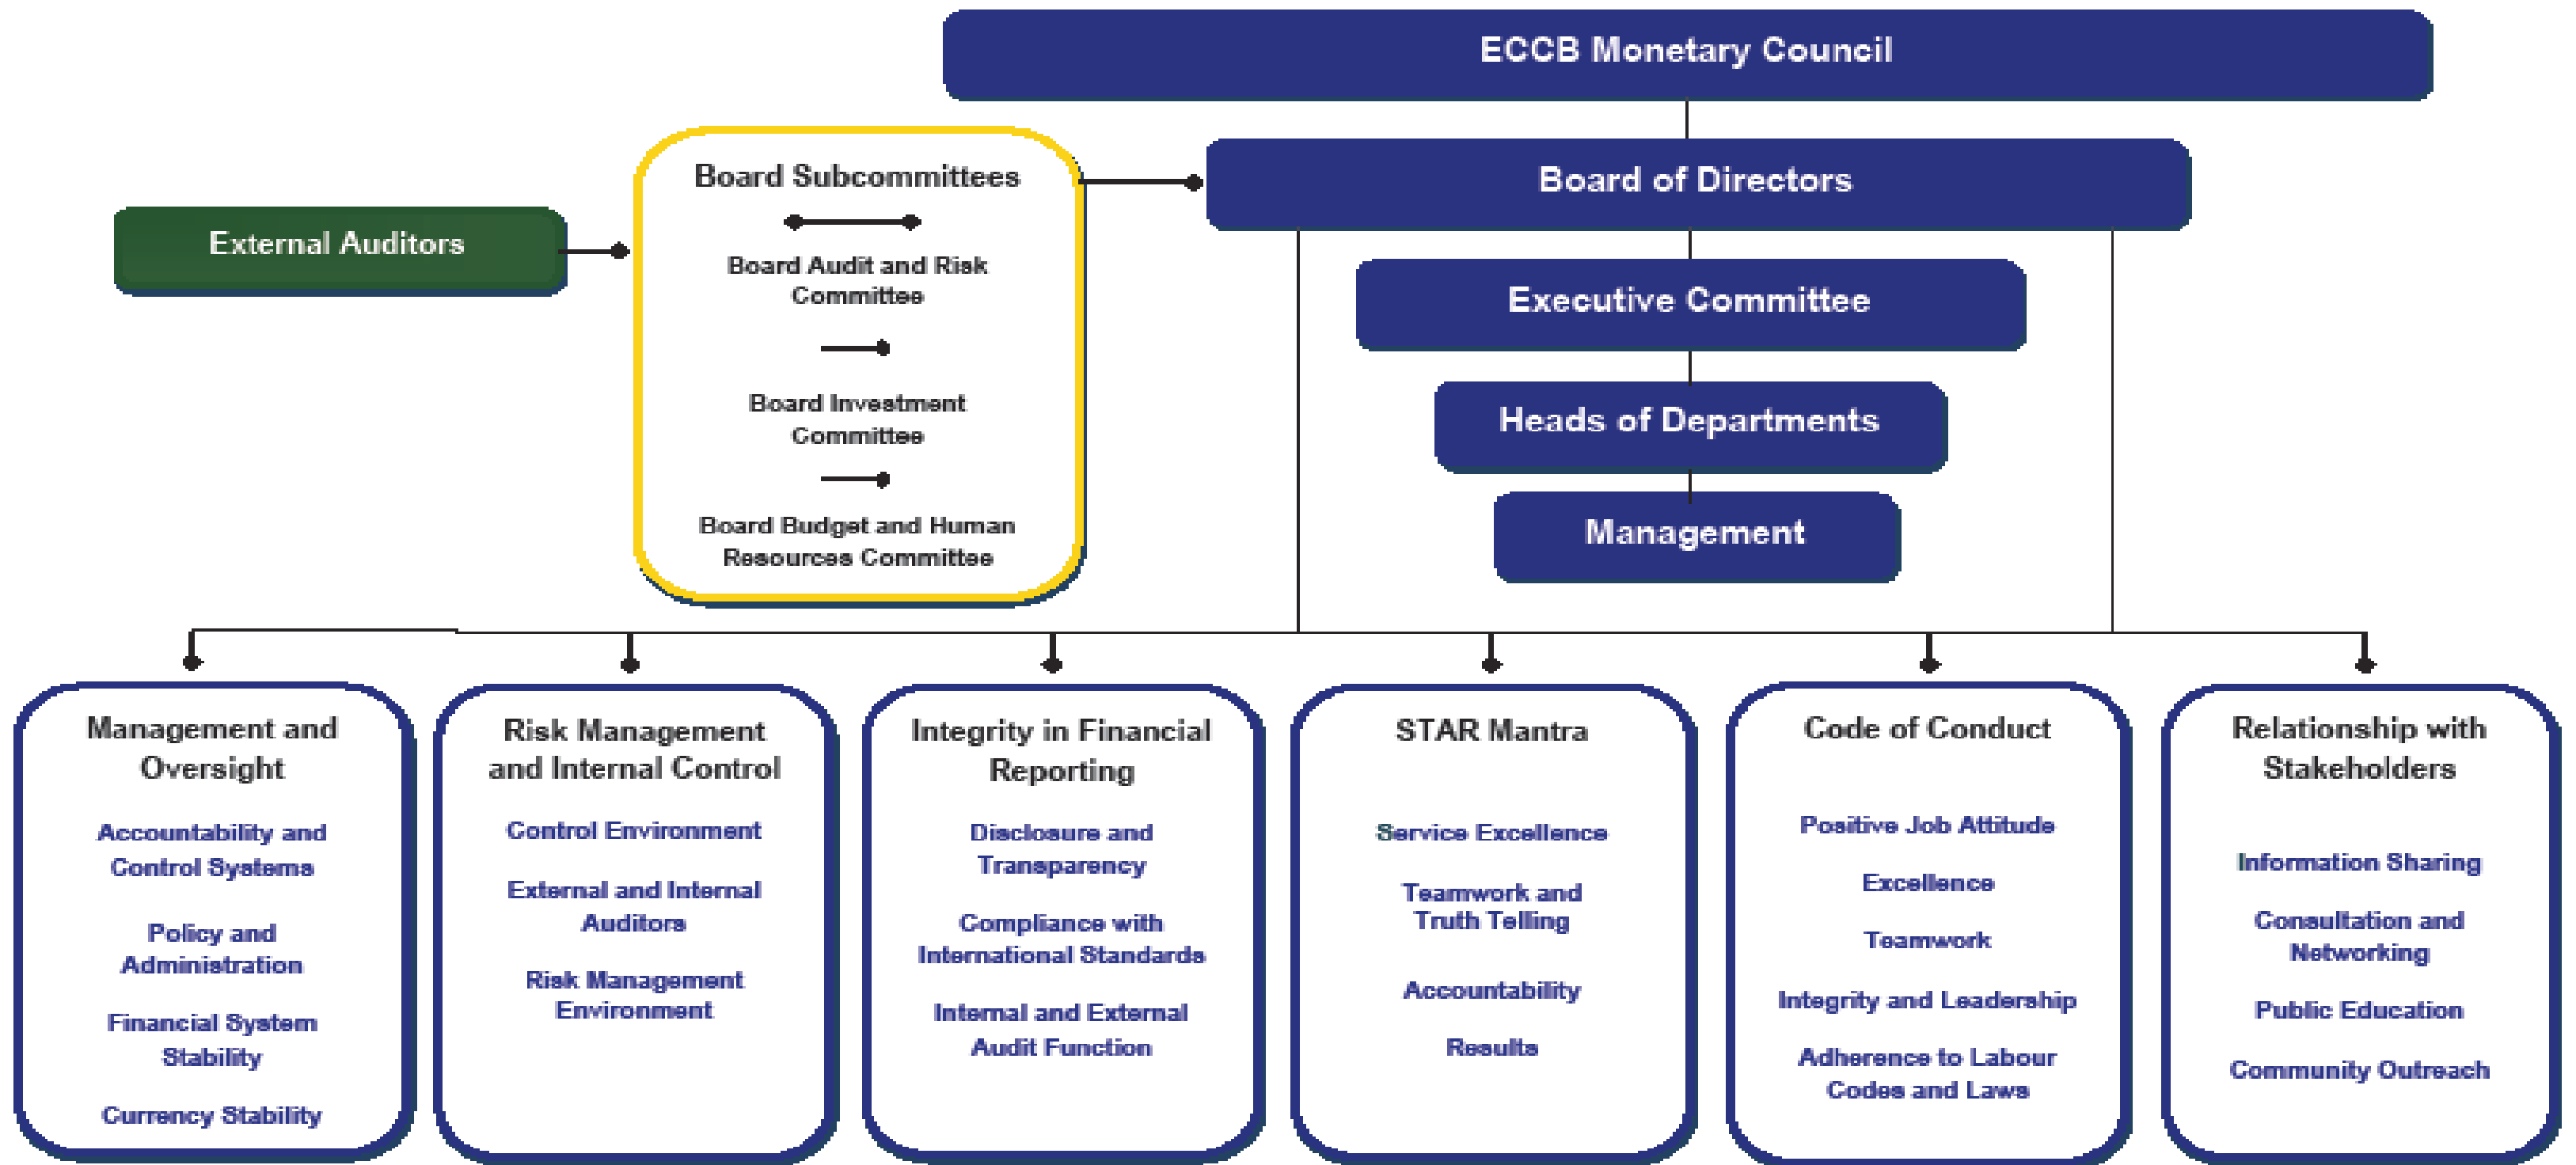 ECCB Monetary Council
Board of Directors
Executive Committee
Heads of Departments
Management
External Auditors
Board Subcommittees
Board Audit and Risk
Committee
Board Investment
Committee
Board Budget and Human
Resources Committee
Management and
Oversight
Accountability and
Control Systems
Policy and
Administration
Financial System
Stability
Currency Stability
Risk Management
and Internal Control
Control Environment
External and Internal
Auditors
Risk Management
Environment
Integrity in Financial
Reporting
Disclosure and
Transparency
Compliance with
International Standards
Internal and External
Audit Function
STAR Mantra
Service Excellence
Teamwork and
Truth Telling
Accountability
Results
Code of Conduct
Positive Job Attitude
Excellence
Teamwork
Integrity and Leadership
Adherence to Labour
Codes and Laws
Relationship with
Stakeholders
Information Sharing
Consultation and
Networking
Public Education
Community Outreach